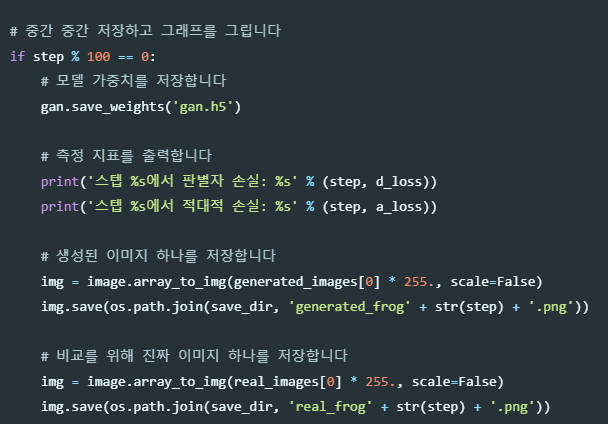 # 중간 중간 저장하고 그래프를 그립니다
if step % 100 == 0:
    # 모델 가중치를 저장합니다
    gan.save_weights('gan.h5')

    # 측정 지표를 출력합니다
    print('스텝 %s에서 판별자 손실: %s' % (step, d_loss))
    print('스텝 %s에서 적대적 손실: %s' % (step, a_loss))

    # 생성된 이미지 하나를 저장합니다
    img = image.array_to_img(generated_images[0] * 255., scale=False)
    img.save(os.path.join(save_dir, 'generated_frog' + str(step) + '.png'))

    # 비교를 위해 진짜 이미지 하나를 저장합니다
    img = image.array_to_img(real_images[0] * 255., scale=False)
    img.save(os.path.join(save_dir, 'real_frog' + str(step) + '.png'))